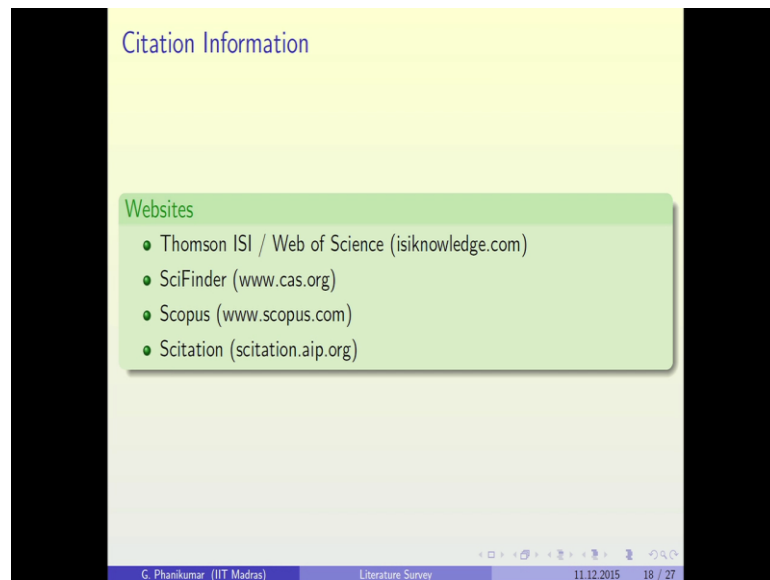 Citation Information
Websites
Thomson ISI / Web of Science (isiknowledge.com)
SciFinder (www.cas.org)
Scopus (www.scopus.com)
Scitation (scitation.aip.org)
G. Phanikumar (IIT Madras) Literature Survey 11.12.2015 18 / 27